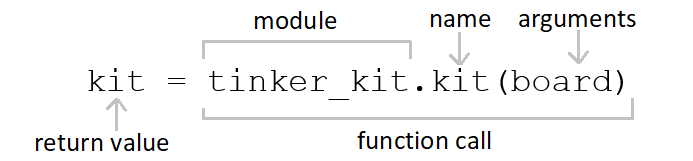 module name arguments
kit = tinker_kit.kit(board)
return value function call